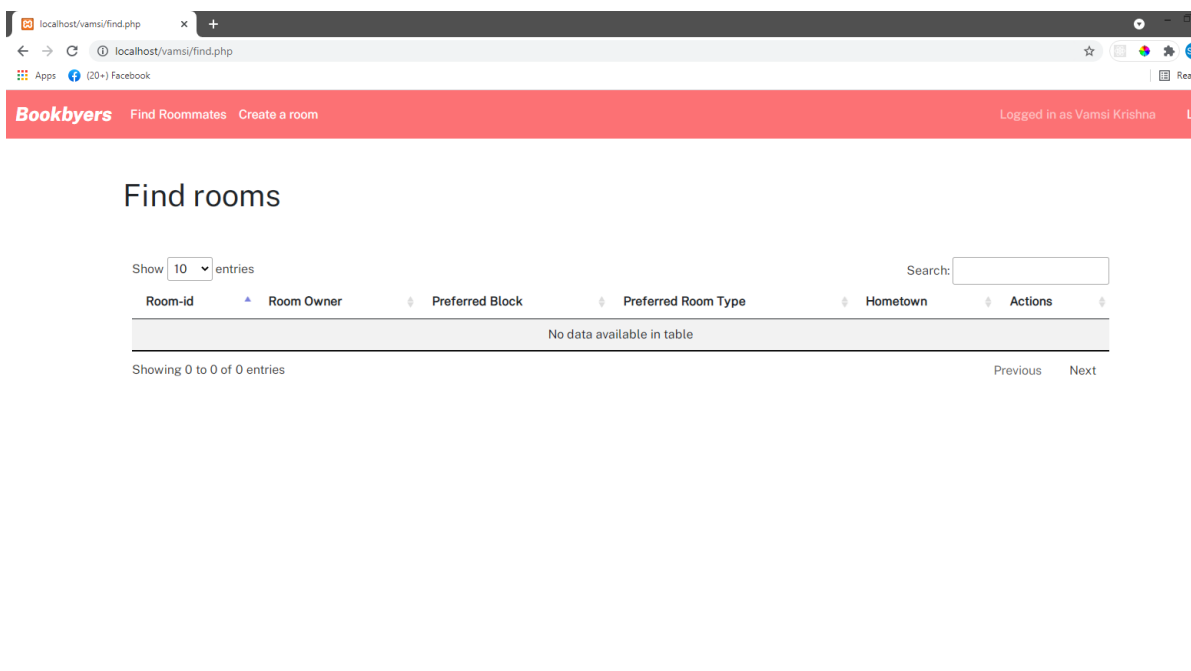 localhost/vamsi/find.php
localhost/vamsi/find.php
Apps (20+) Facebook
Bookbyers Find Roommates Create a room Logged in as Vamsi Krishna
Find rooms
Show 10 entries Search:
Room-id Room Owner Preferred Block Preferred Room Type Hometown Actions
No data available in table
Showing 0 to 0 of 0 entries Previous Next